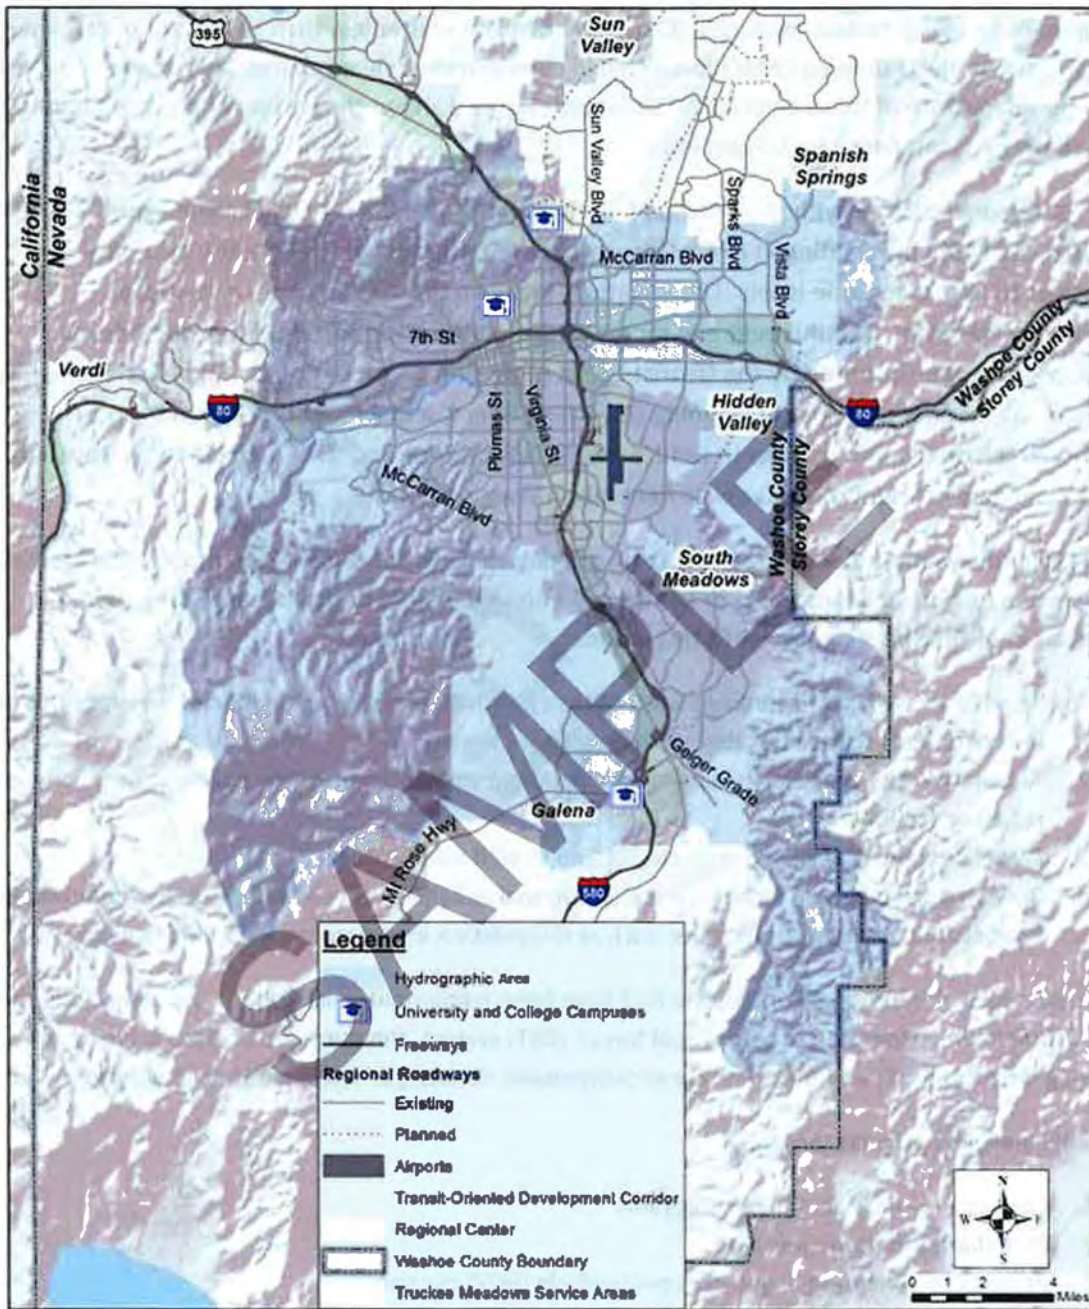 395
Sun
Valley
Sun Valley Blvd
Spanish
Springs
Sparks Blvd
California
Nevada
McCarran Blvd
Vista Blvd
7th St
Verdi
80
Plumas St
Virginia St
Hidden
Valley
80
Washoe County
Storey County
McCarran Blvd
Washoe County
Storey County
South
Meadows
SAMPLE
Geiger Grade
Galena
Mt Rose Hwy
580
Legend
Hydrographic Area
University and College Campuses
Freeways
Regional Roadways
Existing
Planned
Airports
Transit-Oriented Development Corridor
Regional Center
Washoe County Boundary
Truckee Meadows Service Areas
N
W E
S
0 1 2 4
Miles